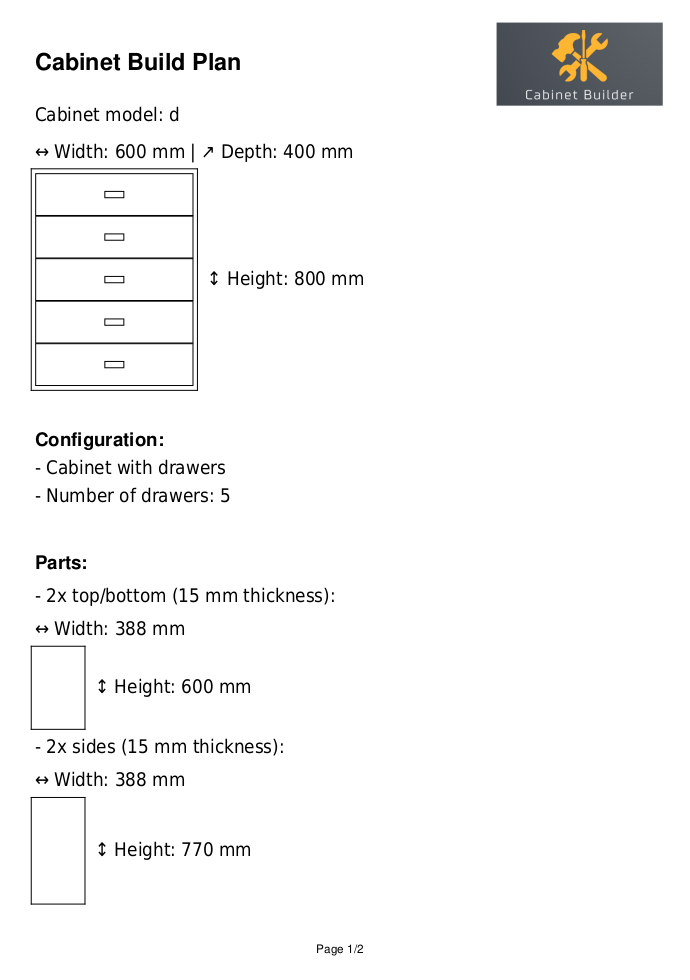 Cabinet Build Plan
Cabinet Builder
Cabinet model: d
↔ Width: 600 mm | ↗ Depth: 400 mm
↕ Height: 800 mm
Configuration:
- Cabinet with drawers
- Number of drawers: 5
Parts:
- 2x top/bottom (15 mm thickness):
↔ Width: 388 mm
↕ Height: 600 mm
- 2x sides (15 mm thickness):
↔ Width: 388 mm
↕ Height: 770 mm
Page 1/2